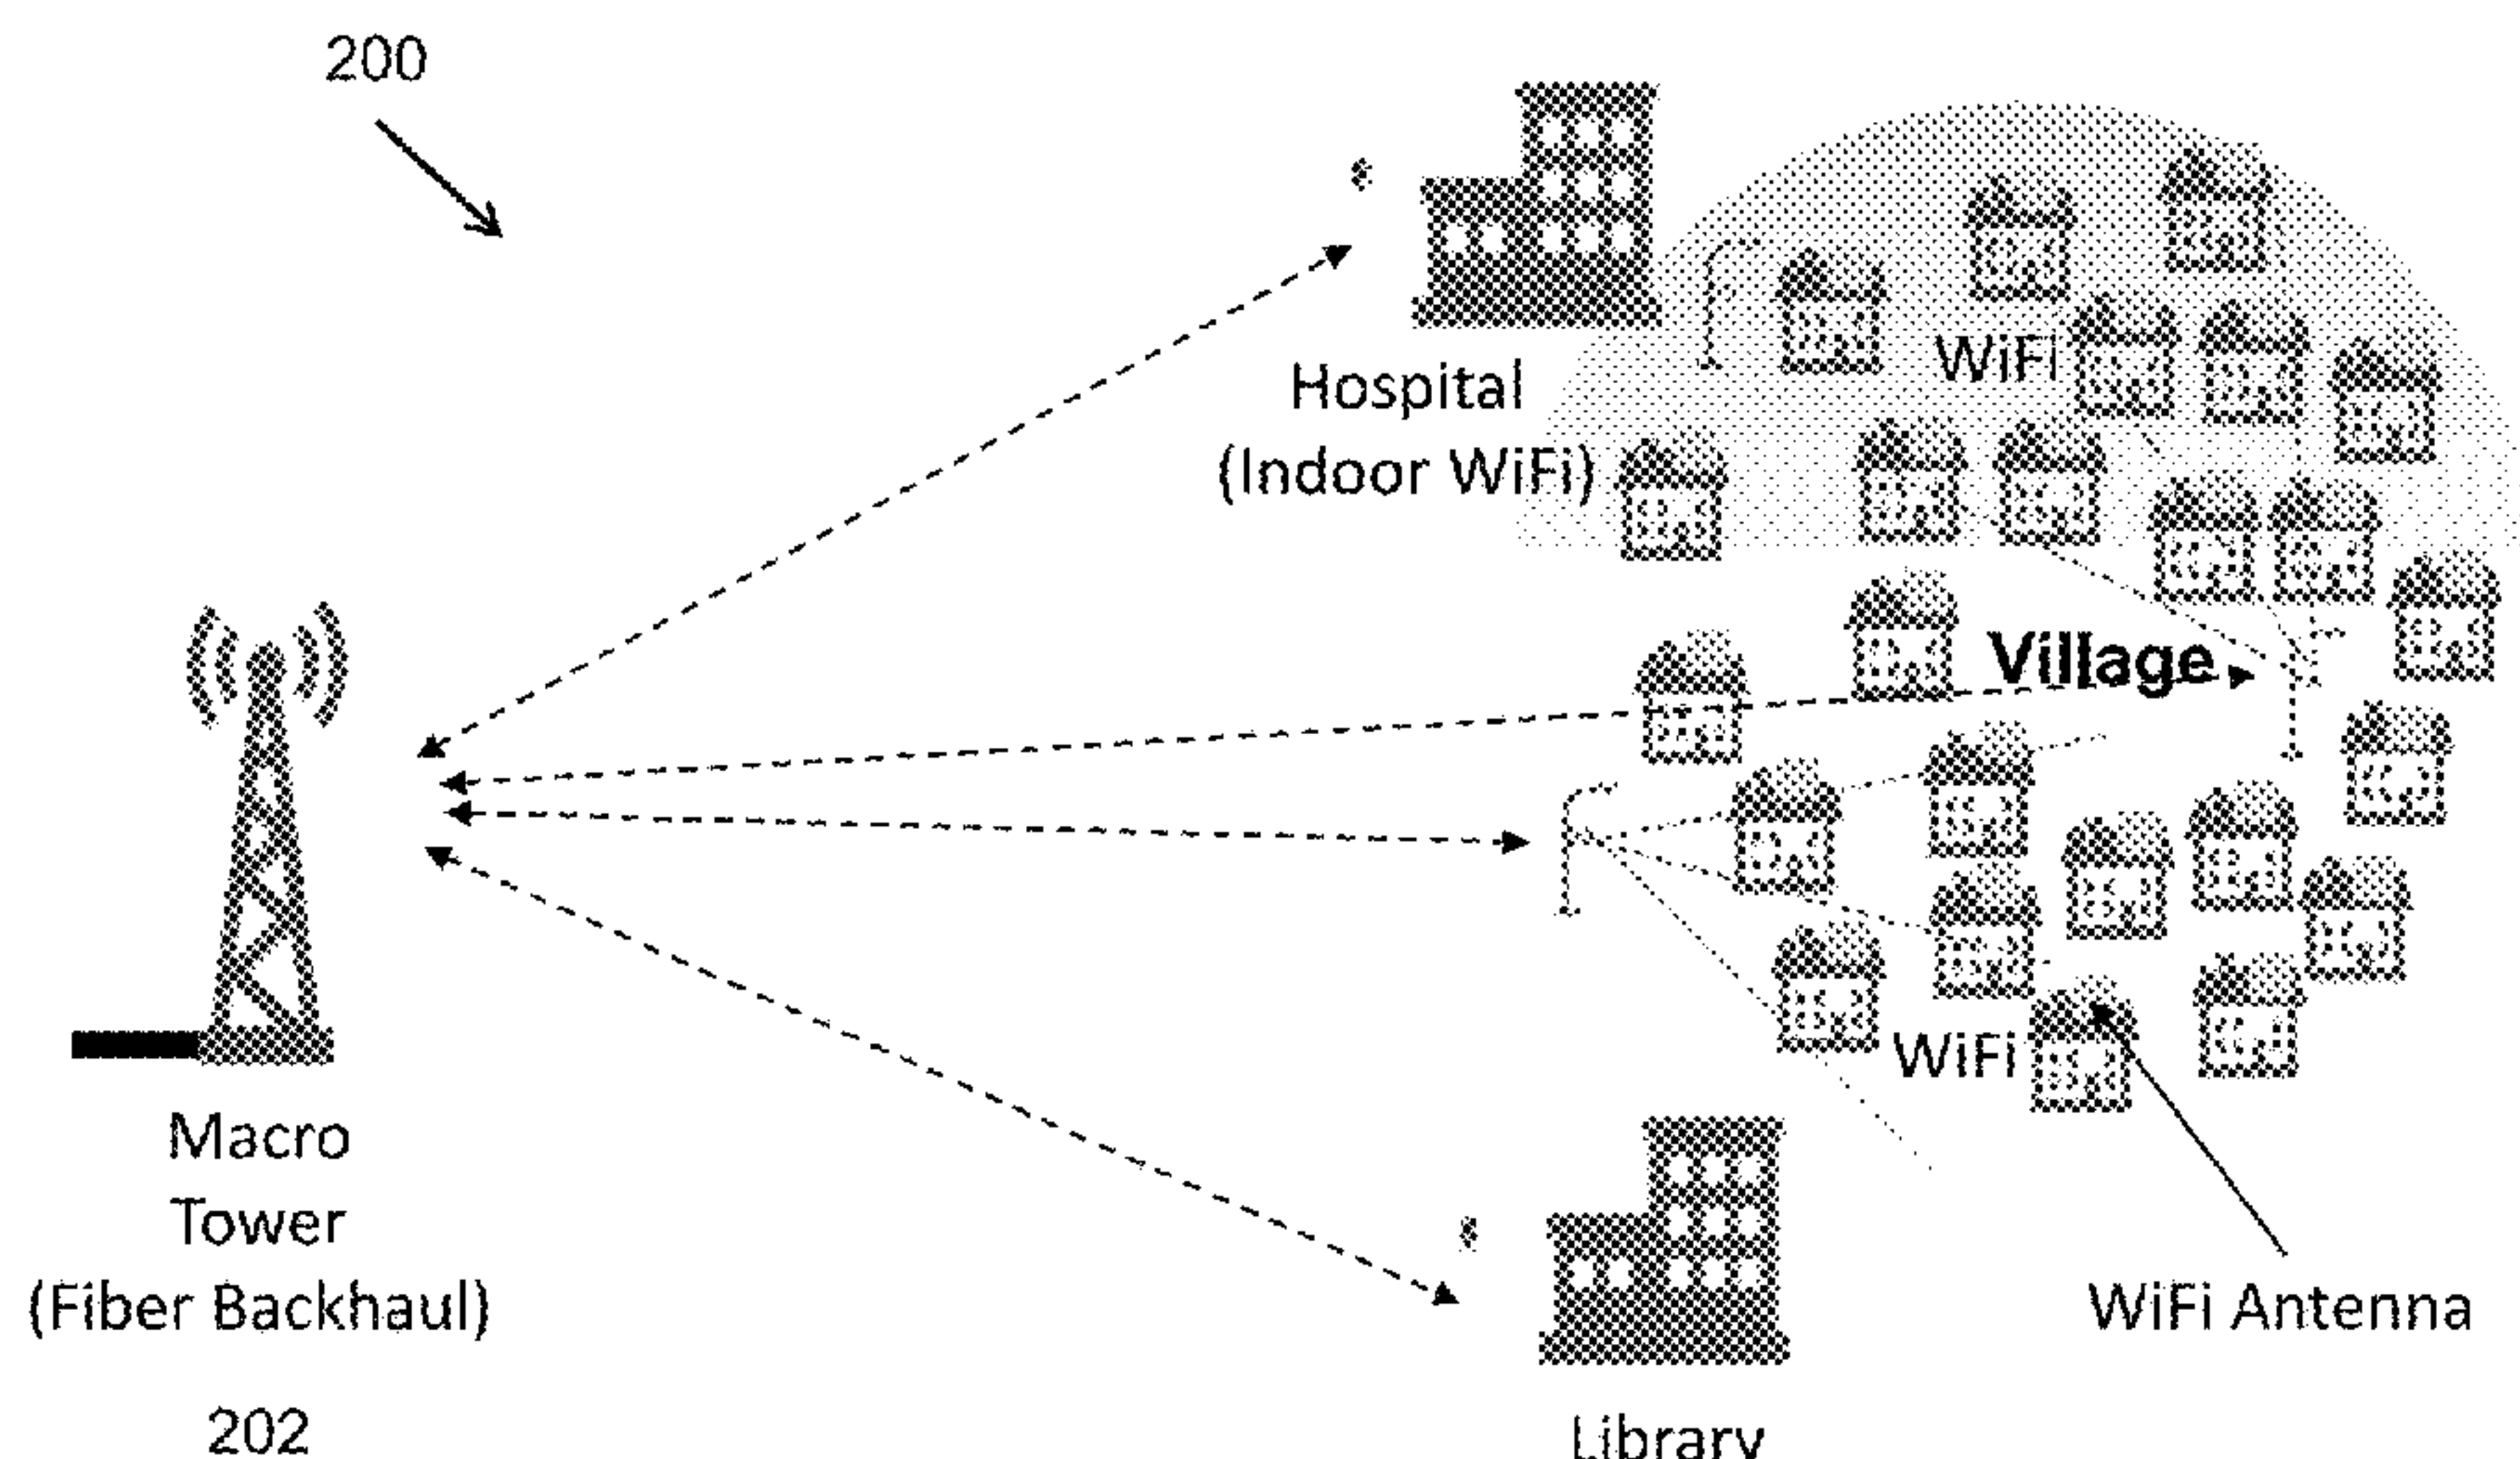 200
Hospital
(Indoor WiFi)
WiFi
Village
WiFi
Macro
Tower
(Fiber Backhaul)
202
WiFi Antenna
Library